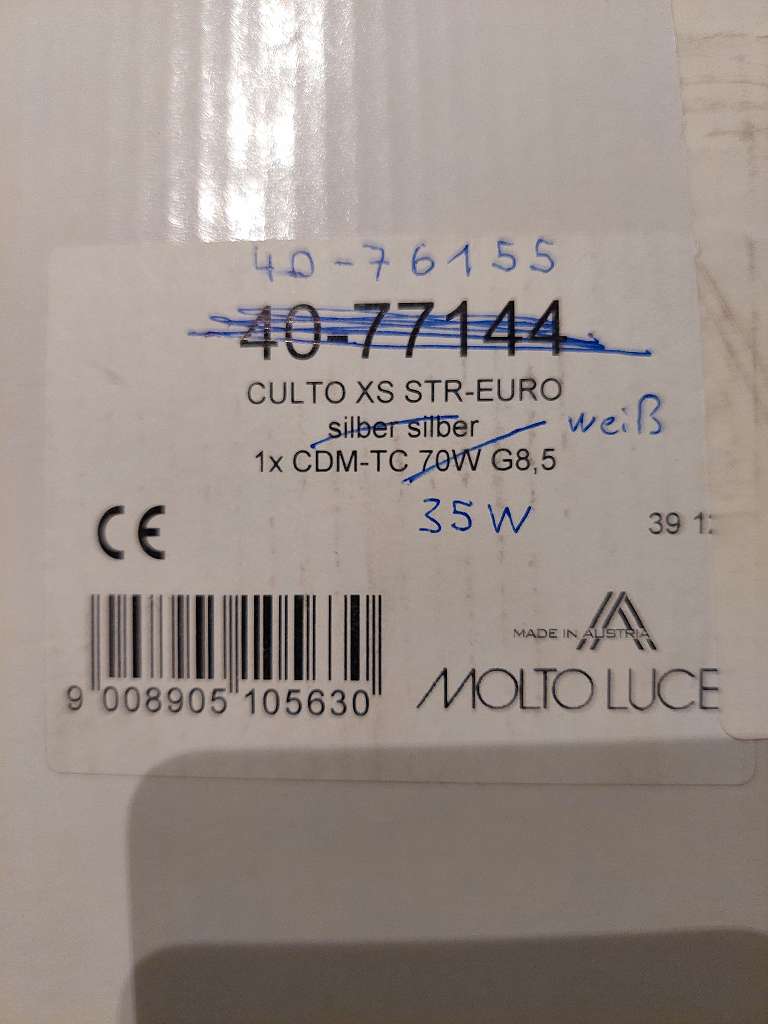 40-76155
40-77144
CULTO XS STR-EURO
silber silber weiß
1x CDM-TC 70W G8,5
35W
39 12
CE
MADE IN AUSTRIA
MOLTO LUCE
9 008905 105630